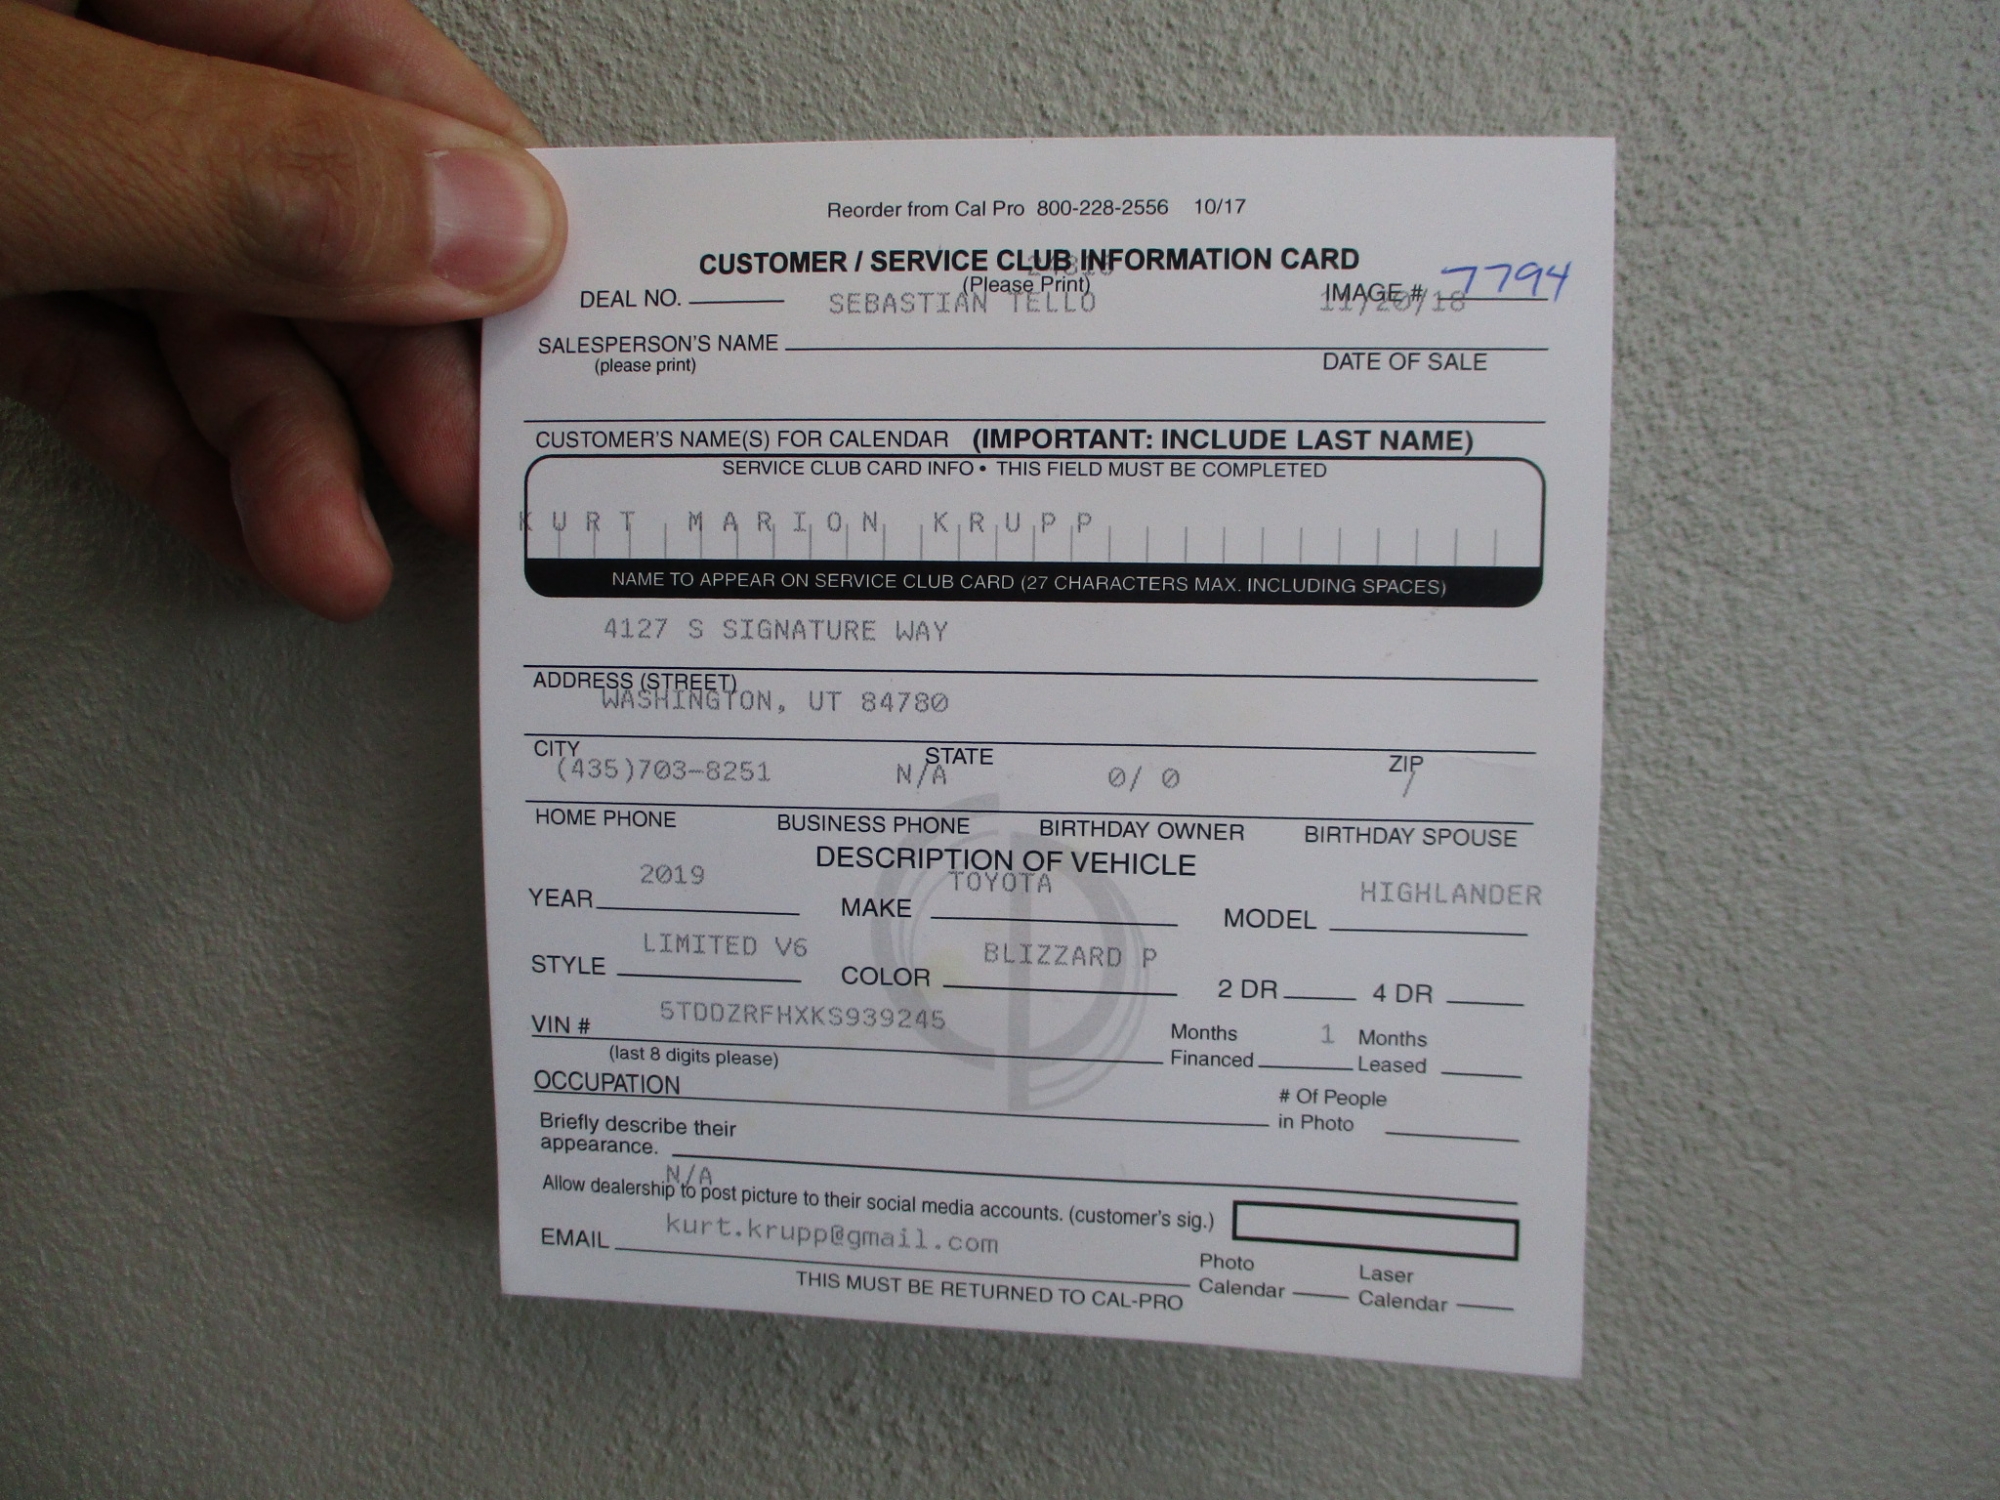 Reorder from Cal Pro 800-228-2556 10/17
CUSTOMER / SERVICE CLUB INFORMATION CARD
(Please Print)
DEAL NO. IMAGE # 7794
SEBASTIAN TELLO 11/20/18
SALESPERSON'S NAME
(please print) DATE OF SALE
CUSTOMER'S NAME(S) FOR CALENDAR (IMPORTANT: INCLUDE LAST NAME)
SERVICE CLUB CARD INFO • THIS FIELD MUST BE COMPLETED
KURT MARION KRUPP
NAME TO APPEAR ON SERVICE CLUB CARD (27 CHARACTERS MAX. INCLUDING SPACES)
4127 S SIGNATURE WAY
ADDRESS (STREET)
WASHINGTON, UT 84780
CITY STATE ZIP
(435)703-8251 N/A 0/ 0 /
HOME PHONE BUSINESS PHONE BIRTHDAY OWNER BIRTHDAY SPOUSE
DESCRIPTION OF VEHICLE
YEAR 2019 MAKE TOYOTA MODEL HIGHLANDER
STYLE LIMITED V6 COLOR BLIZZARD P 2 DR 4 DR
VIN # 5TDDZRFHXKS939245 Months Financed 1 Months Leased
(last 8 digits please)
OCCUPATION # Of People in Photo
Briefly describe their
appearance.
N/A
Allow dealership to post picture to their social media accounts. (customer's sig.)
EMAIL kurt.krupp@gmail.com Photo Calendar Laser Calendar
THIS MUST BE RETURNED TO CAL-PRO